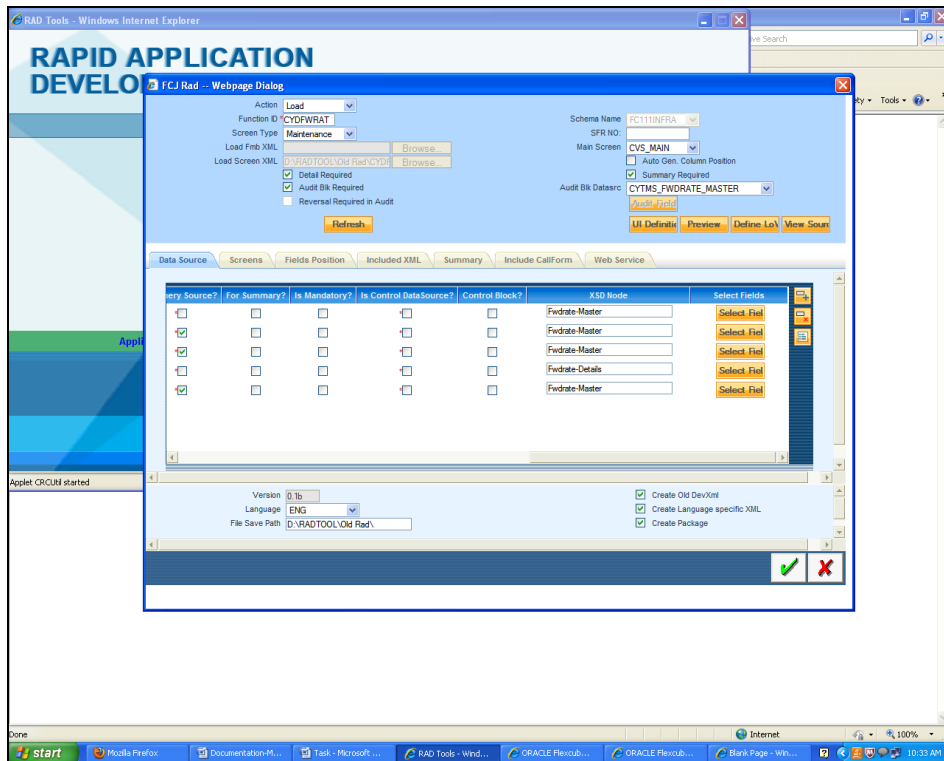 RAD Tools - Windows Internet Explorer
ve Search
RAPID APPLICATION
DEVELO
ety Tools
FCJ Rad -- Webpage Dialog
Action Load
Function ID *CYDFWRAT
Schema Name FC111INFRA
Screen Type Maintenance
SFR NO:
Load Fmb XML Browse...
Main Screen CVS_MAIN
Load Screen XML D:\RADTOOL\Old Rad\CYDF Browse...
Auto Gen. Column Position
Detail Required
Summary Required
Audit Blk Required
Audit Blk Datasrc CYTMS_FWDRATE_MASTER
Reversal Required in Audit
Audit Field
Refresh
UI Definitio Preview Define LoV View Sour
Data Source Screens Fields Position Included XML Summary Include CallForm Web Service
ery Source? For Summary? Is Mandatory? Is Control DataSource? Control Block? XSD Node Select Fields
* * Fwdrate-Master Select Fiel
* * Fwdrate-Master Select Fiel
* * Fwdrate-Master Select Fiel
* * Fwdrate-Details Select Fiel
* * Fwdrate-Master Select Fiel
Appli
Applet CRCUtil started
Version 0.1b
Create Old DevXml
Language ENG
Create Language specific XML
File Save Path D:\RADTOOL\Old Rad\
Create Package
Done
Internet
100%
start
Mozilla Firefox
Documentation-M...
Task - Microsoft ...
RAD Tools - Wind...
ORACLE Flexcub...
ORACLE Flexcub...
Blank Page - Win...
10:33 AM